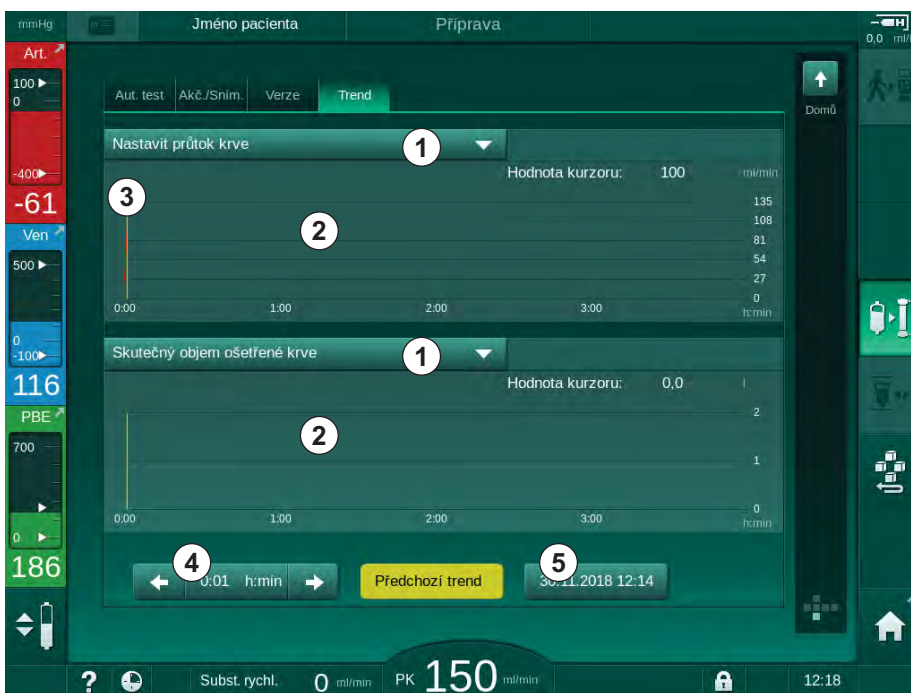 mmHg
Jméno pacienta
Příprava
0,0 ml/
Art.
100
0
-400
-61
Ven
500
0
-100
116
PBE
700
0
186
Aut. test Akč./Sním. Verze Trend
Domů
Nastavit průtok krve
1
Hodnota kurzoru: 100 ml/min
3
2
135
108
81
54
27
0
0:00 1:00 2:00 3:00 h:min
Skutečný objem ošetřené krve
1
Hodnota kurzoru: 0,0 l
2
2
1
0
0:00 1:00 2:00 3:00 h:min
4
5
0:01 h:min
Předchozí trend
30.11.2018 12:14
? Subst. rychl. 0 ml/min PK 150 ml/min 12:18